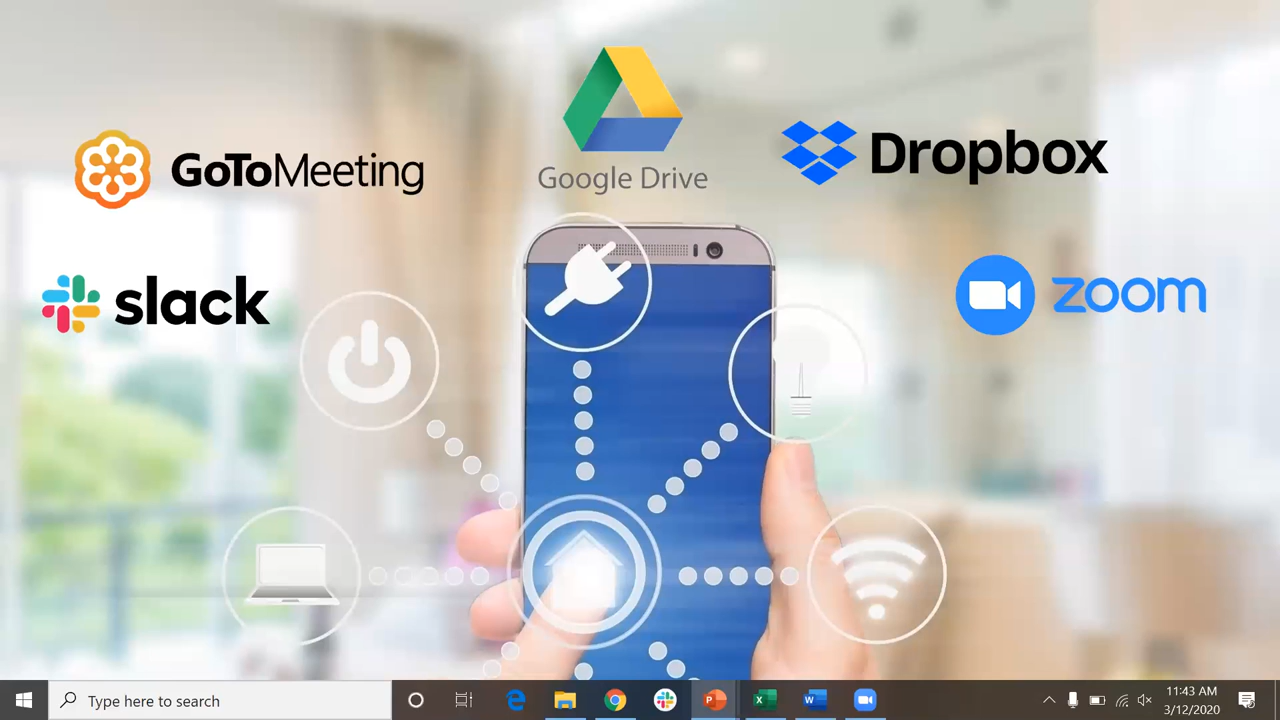 Google Drive
GoToMeeting
Dropbox
slack
zoom
Type here to search
11:43 AM
3/12/2020